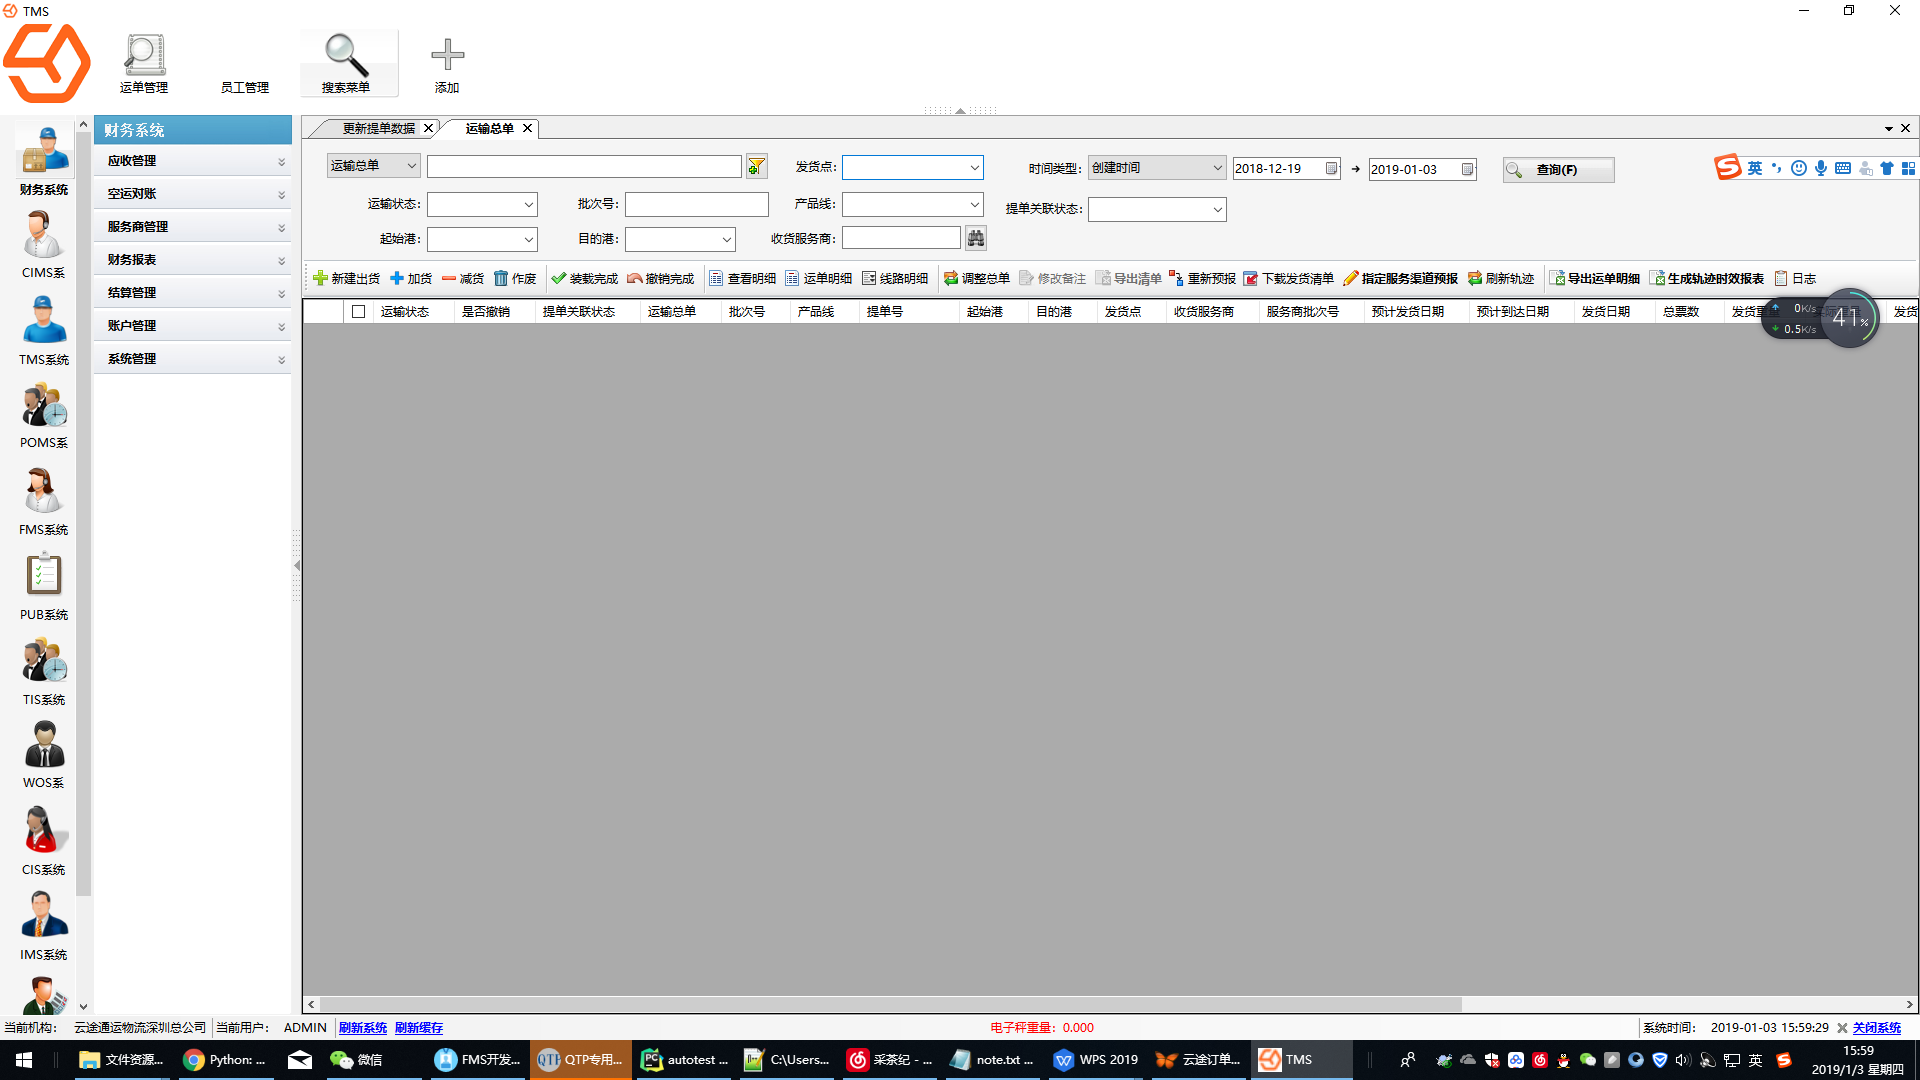 TMS
运单管理 员工管理 搜索菜单 添加
财务系统
CIMS系
TMS系统
POMS系
FMS系统
PUB系统
TIS系统
WOS系
CIS系统
IMS系统
财务系统
应收管理
空运对账
服务商管理
财务报表
结算管理
账户管理
系统管理
更新提单数据 运输总单
运输总单 发货点: 时间类型: 创建时间 2018-12-19 → 2019-01-03 查询(F)
英
运输状态: 批次号: 产品线: 提单关联状态:
起始港: 目的港: 收货服务商:
新建出货 加货 减货 作废 装载完成 撤销完成 查看明细 运单明细 线路明细 调整总单 修改备注 导出清单 重新预报 下载发货清单 指定服务渠道预报 刷新轨迹 导出运单明细 生成轨迹时效报表 日志
运输状态 是否撤销 提单关联状态 运输总单 批次号 产品线 提单号 起始港 目的港 发货点 收货服务商 服务商批次号 预计发货日期 预计到达日期 发货日期 总票数 发货重量 发货
0K/s
0.5K/s
41%
当前机构: 云途通运物流深圳总公司 当前用户: ADMIN 刷新系统 刷新缓存 电子秤重量: 0.000 系统时间: 2019-01-03 15:59:29 关闭系统
文件资源... Python: ... 微信 FMS开发... QTP QTP专用... PC autotest ... C:\Users... 采茶纪 - ... note.txt ... WPS 2019 云途订单... TMS 英
15:59
2019/1/3 星期四